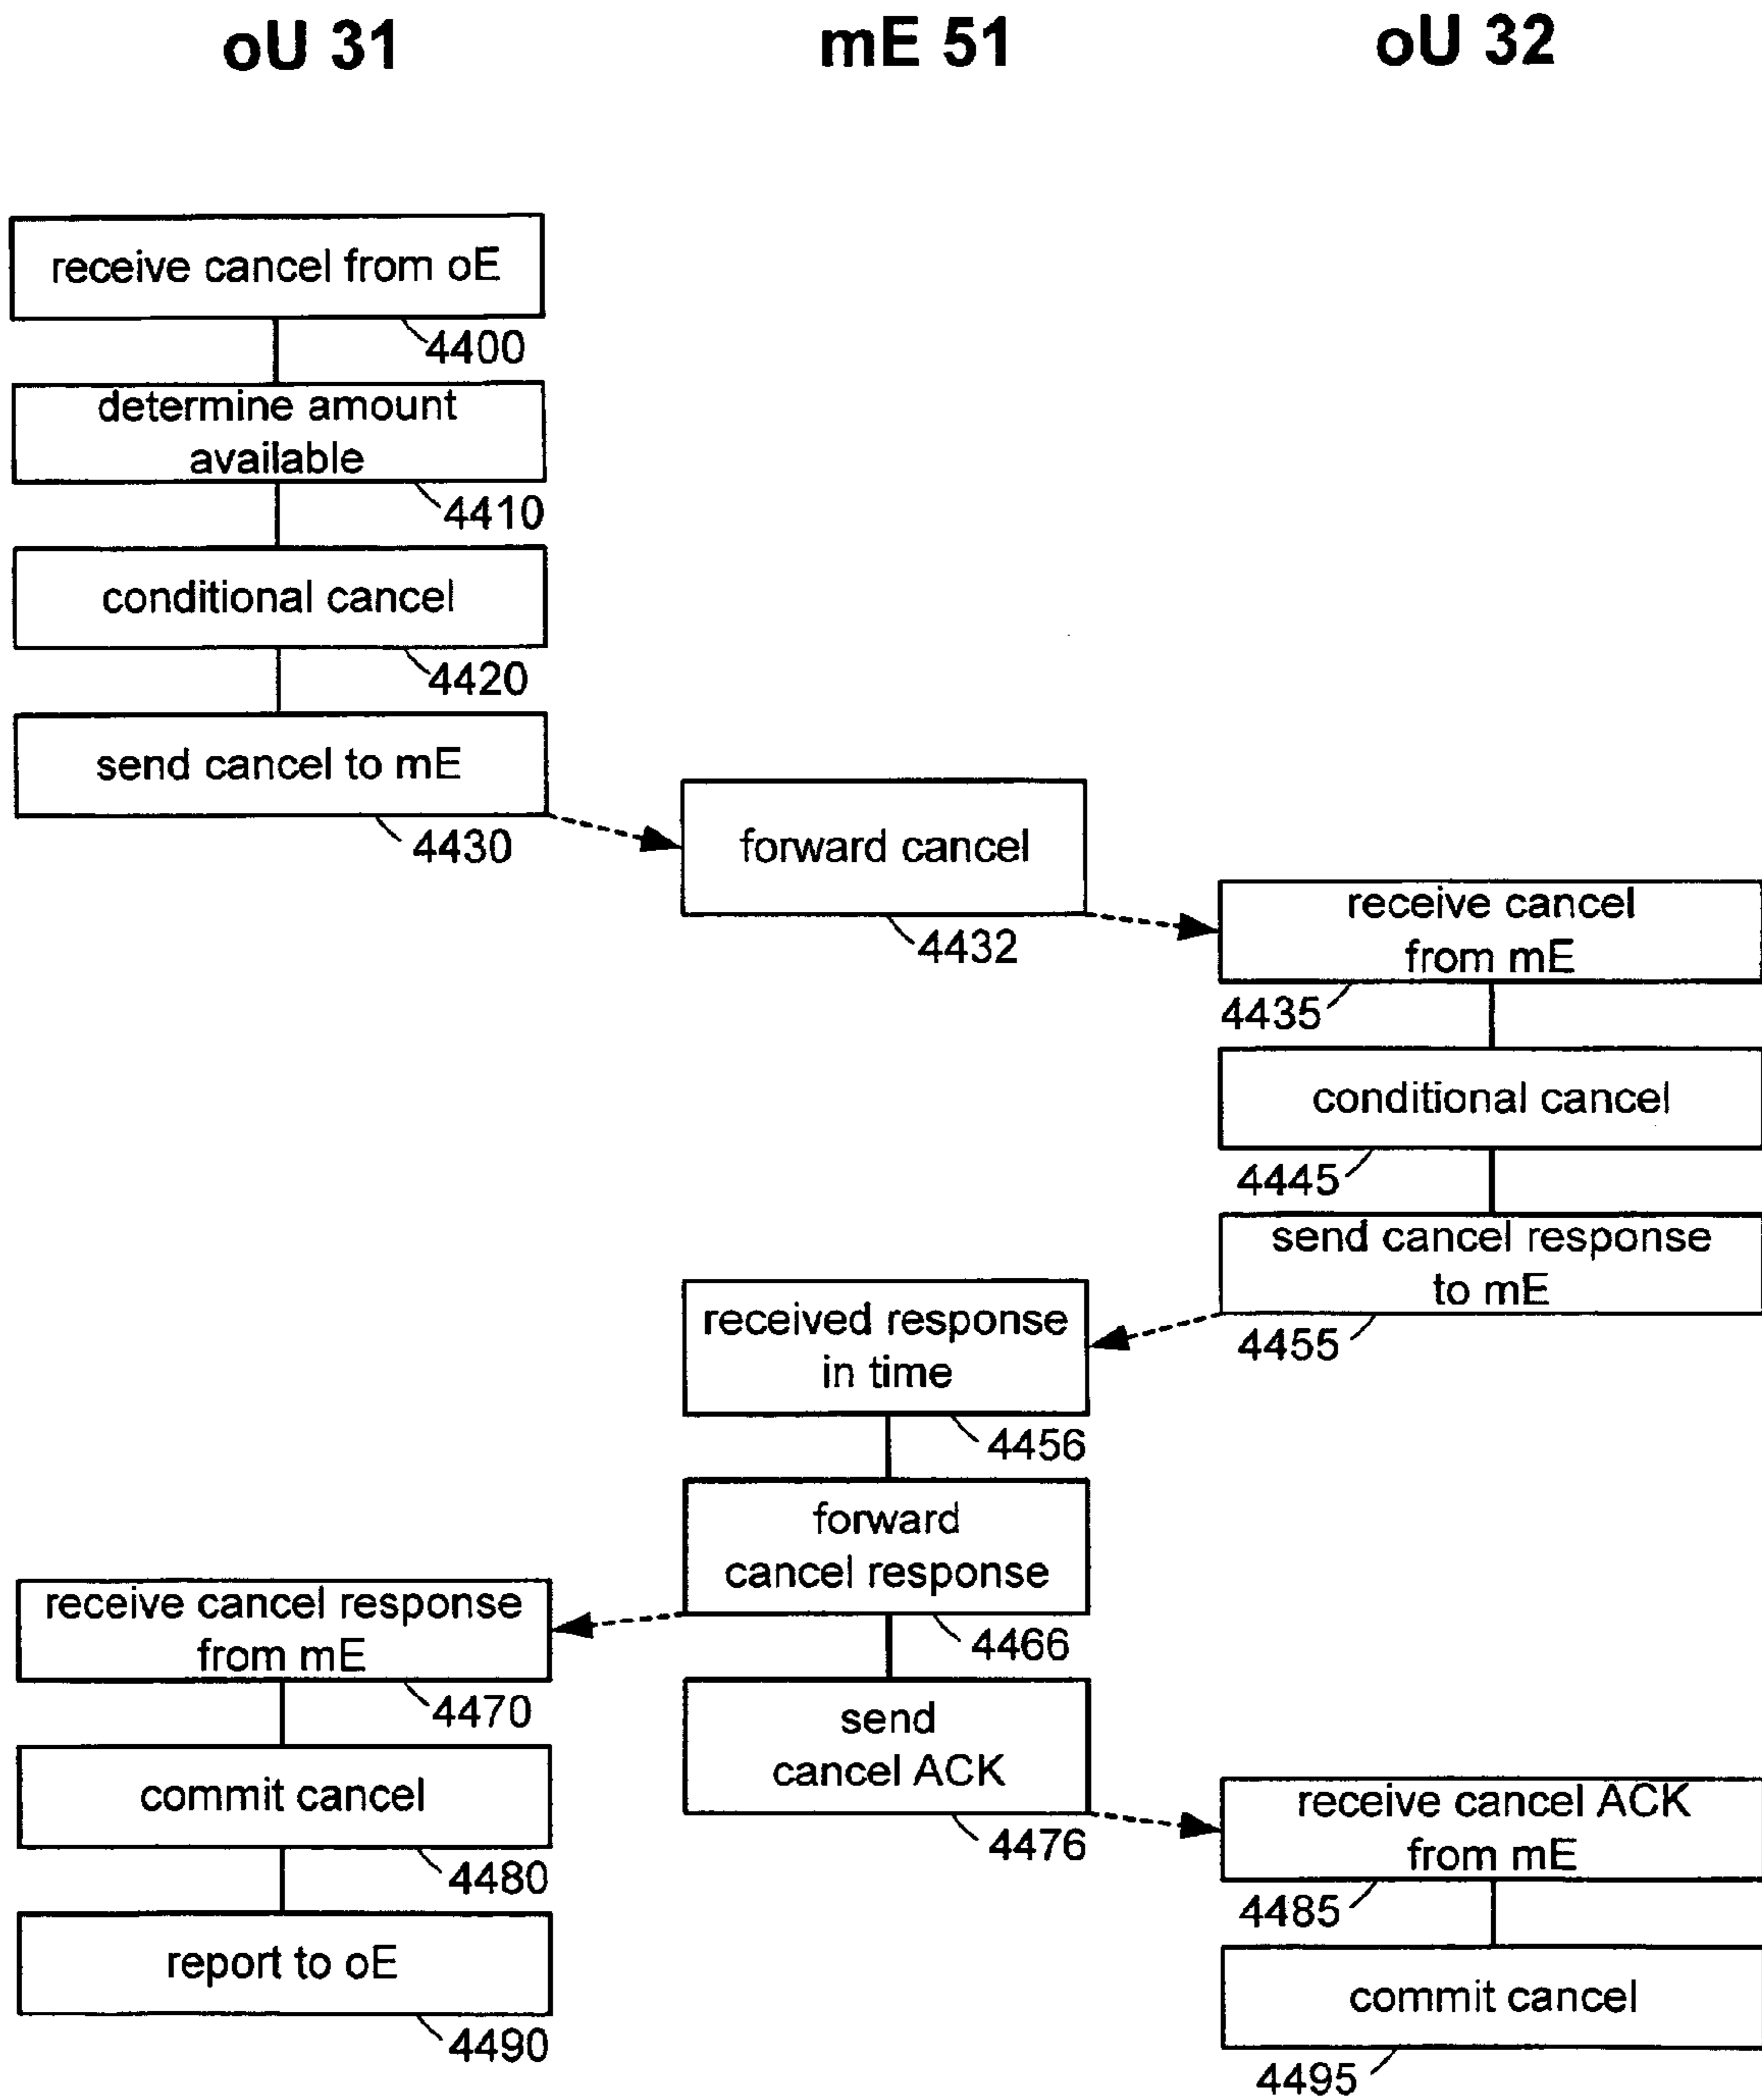 oU 31
mE 51
oU 32
receive cancel from oE
4400
determine amount
available
4410
conditional cancel
4420
send cancel to mE
4430
forward cancel
4432
receive cancel
from mE
4435
conditional cancel
4445
send cancel response
to mE
4455
received response
in time
4456
forward
cancel response
4466
receive cancel response
from mE
4470
send
cancel ACK
4476
commit cancel
4480
receive cancel ACK
from mE
4485
report to oE
4490
commit cancel
4495